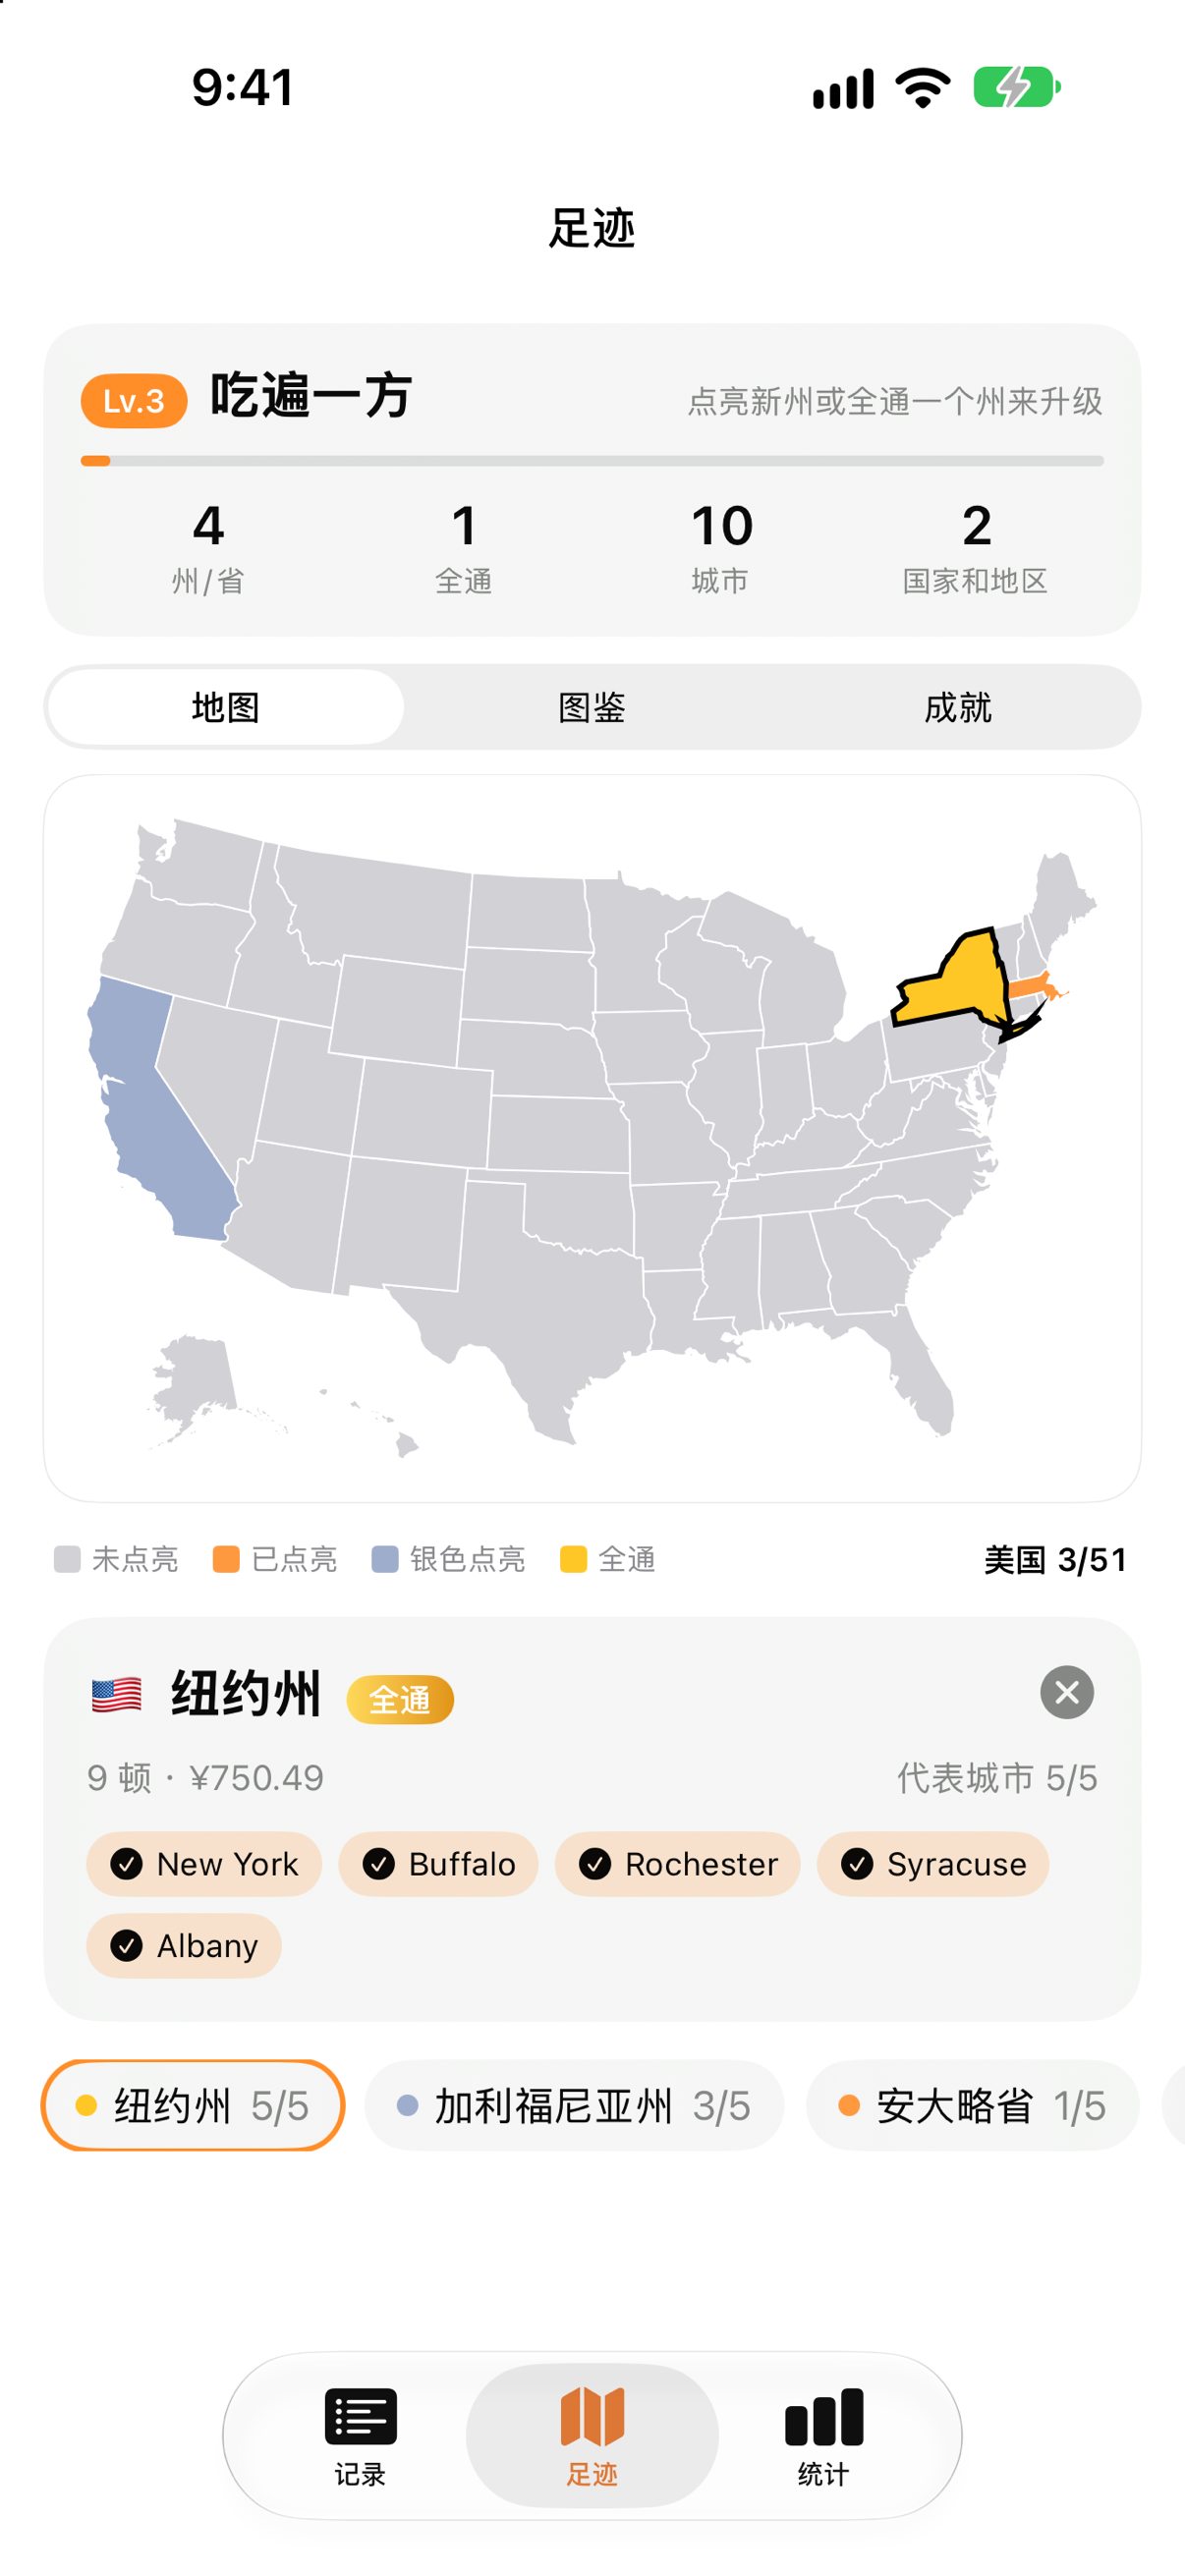 9:41
足迹
Lv.3 吃遍一方 点亮新州或全通一个州来升级
4 1 10 2
州/省 全通 城市 国家和地区
地图 图鉴 成就
未点亮 已点亮 银色点亮 全通 美国 3/51
纽约州 全通
9 顿 · ¥750.49 代表城市 5/5
New York Buffalo Rochester Syracuse
Albany
纽约州 5/5 加利福尼亚州 3/5 安大略省 1/5
记录 足迹 统计